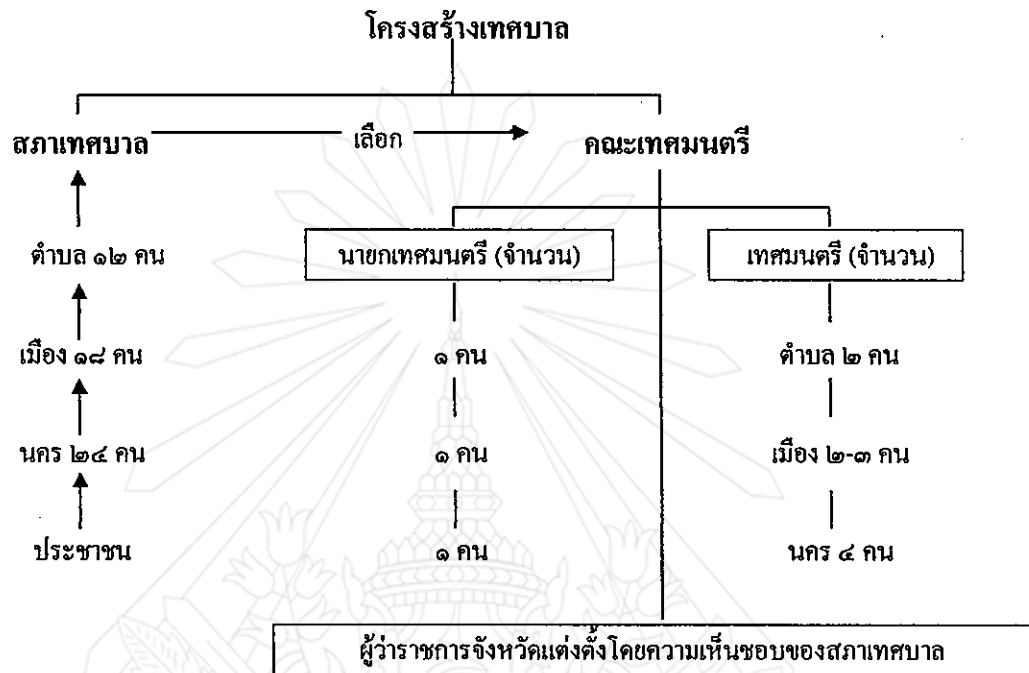 โครงสร้างเทศบาล
สภาเทศบาล เลือก คณะเทศมนตรี
ตำบล ๑๒ คน นายกเทศมนตรี (จำนวน) เทศมนตรี (จำนวน)
เมือง ๑๘ คน ๑ คน ตำบล ๒ คน
นคร ๒๔ คน ๑ คน เมือง ๒-๓ คน
ประชาชน ๑ คน นคร ๔ คน
ผู้ว่าราชการจังหวัดแต่งตั้งโดยความเห็นชอบของสภาเทศบาล